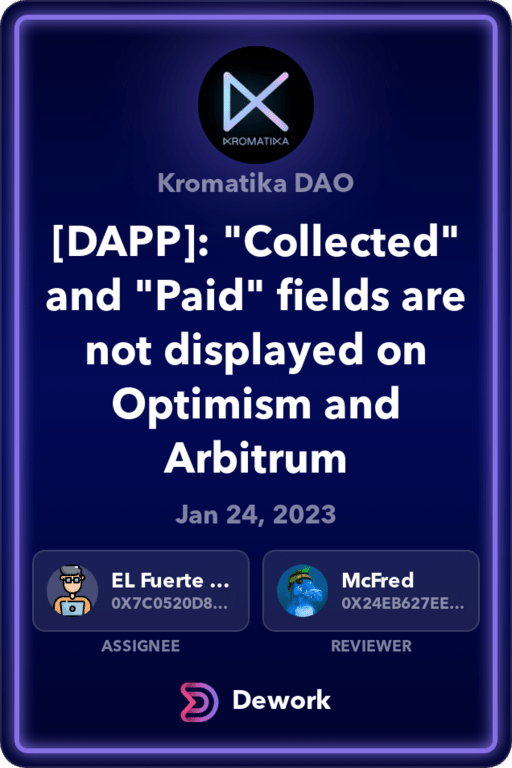 KROMATIKA
Kromatika DAO
[DAPP]: "Collected"
and "Paid" fields are
not displayed on
Optimism and
Arbitrum
Jan 24, 2023
EL Fuerte ...
0X7C0520D8...
McFred
0X24EB627EE...
ASSIGNEE
REVIEWER
Dework